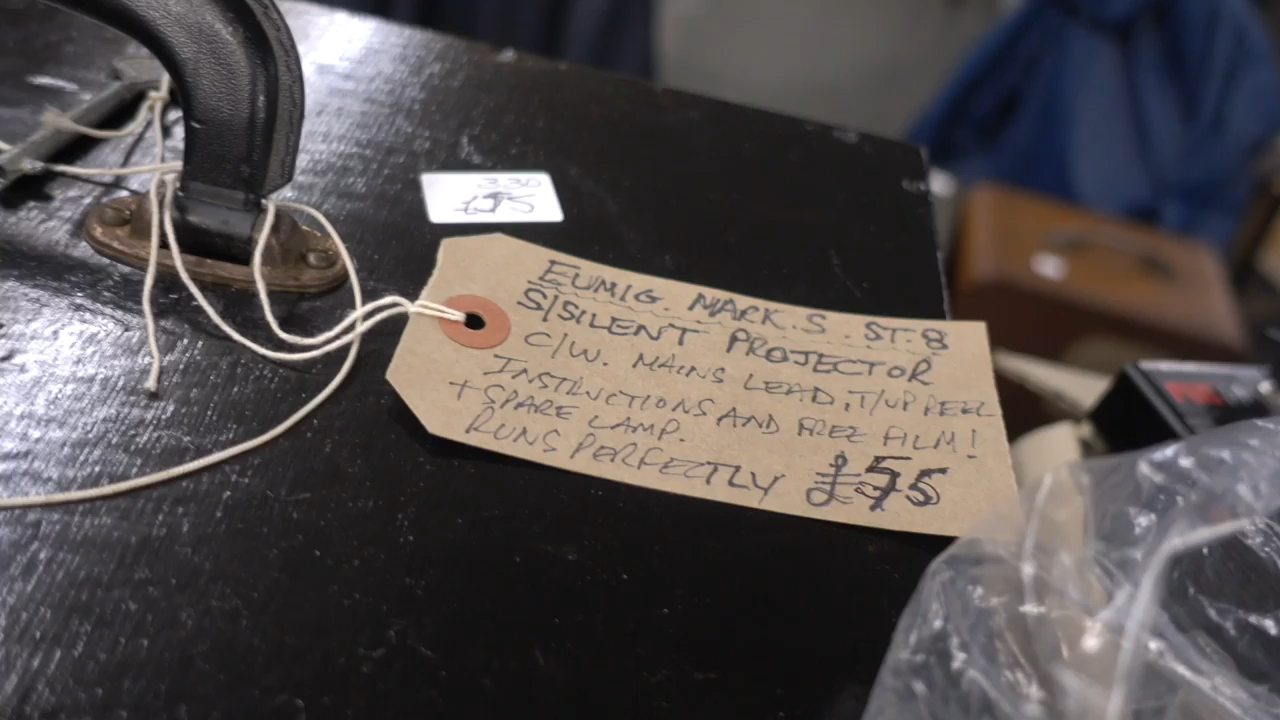 330
EUMIG. MARK.S. ST.8
S/SILENT PROJECTOR
C/W. MAINS LEAD, T/UP REEL
INSTRUCTIONS AND FREE FILM!
+ SPARE LAMP.
RUNS PERFECTLY £55